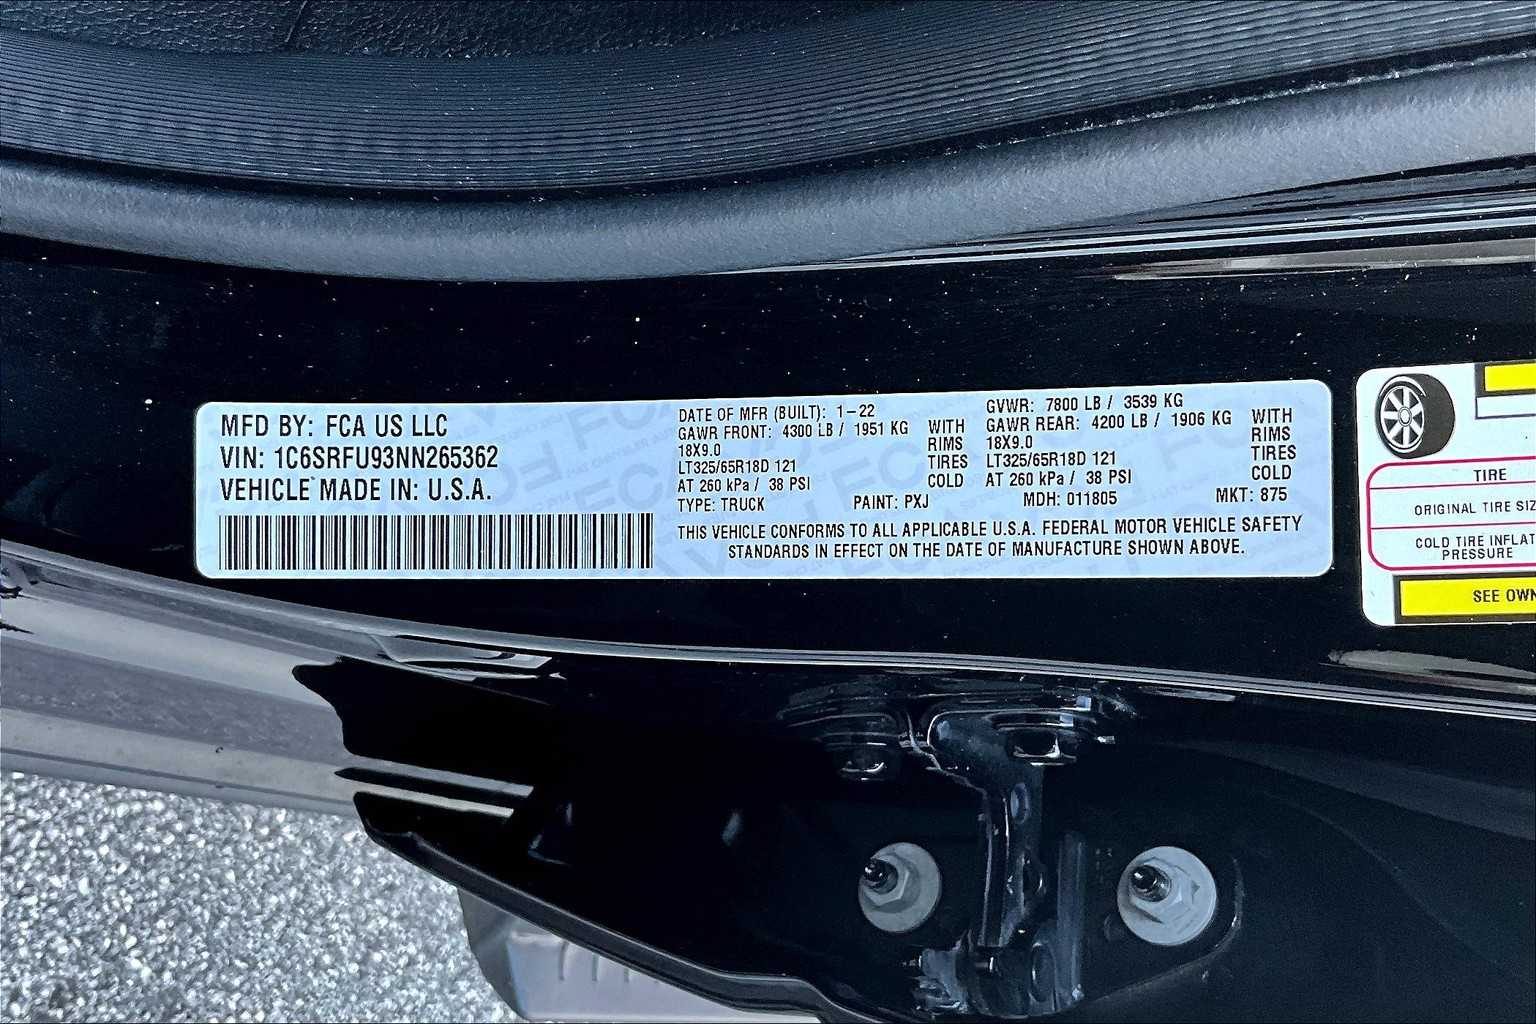 MFD BY: FCA US LLC
VIN: 1C6SRFU93NN265362
VEHICLE MADE IN: U.S.A.
DATE OF MFR (BUILT): 1-22
GAWR FRONT: 4300 LB / 1951 KG WITH
18X9.0 RIMS
LT325/65R18D 121 TIRES
AT 260 kPa / 38 PSI COLD
GVWR: 7800 LB / 3539 KG
GAWR REAR: 4200 LB / 1906 KG WITH
18X9.0 RIMS
LT325/65R18D 121 TIRES
AT 260 kPa / 38 PSI COLD
TYPE: TRUCK PAINT: PXJ MDH: 011805 MKT: 875
THIS VEHICLE CONFORMS TO ALL APPLICABLE U.S.A. FEDERAL MOTOR VEHICLE SAFETY
STANDARDS IN EFFECT ON THE DATE OF MANUFACTURE SHOWN ABOVE.
TIRE
ORIGINAL TIRE SIZ
COLD TIRE INFLAT
PRESSURE
SEE OWN